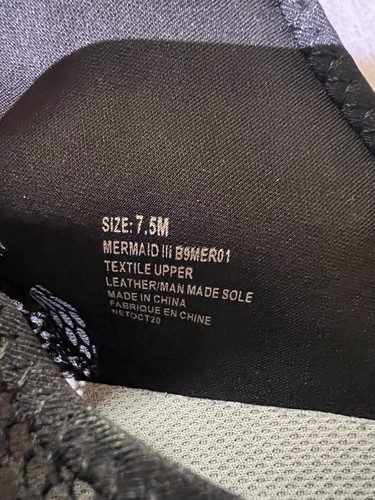 SIZE: 7.5M
MERMAID III B9MER01
TEXTILE UPPER
LEATHER/MAN MADE SOLE
MADE IN CHINA
FABRIQUE EN CHINE
NETOCT20